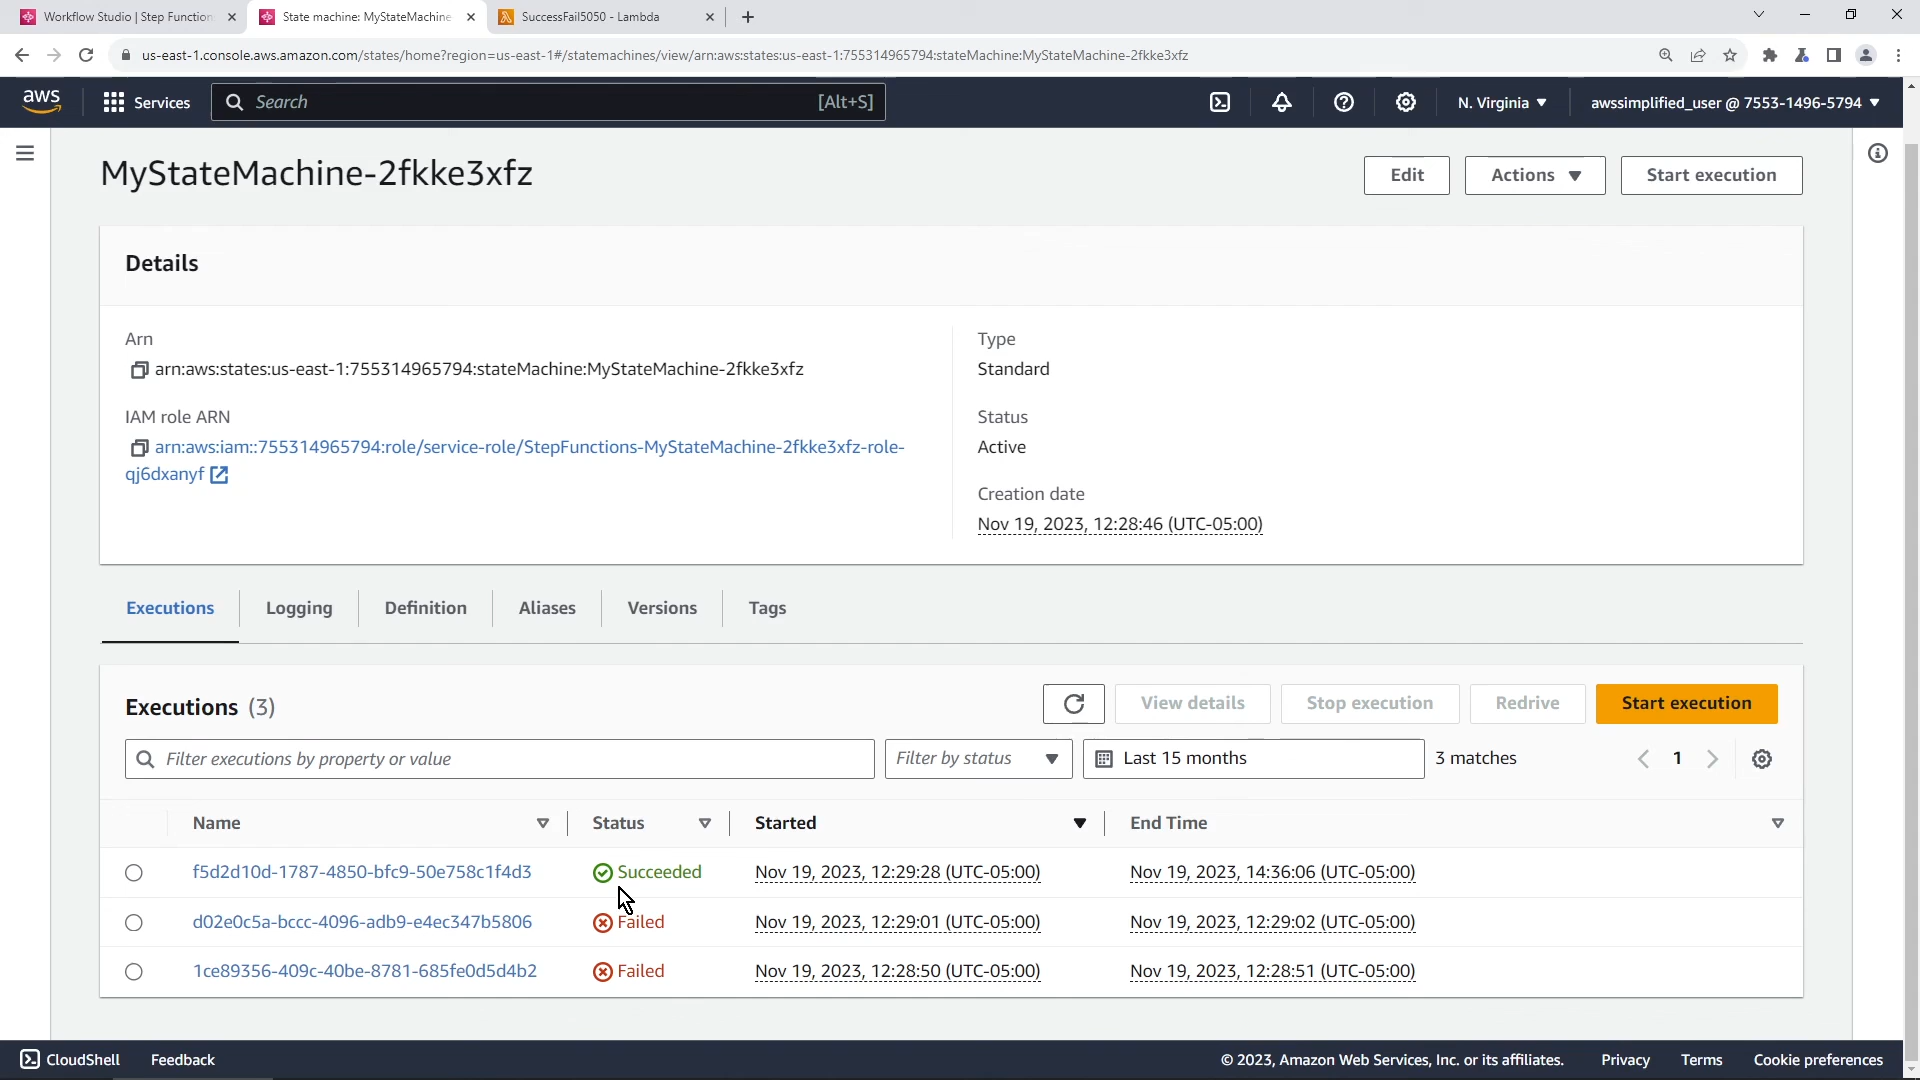 Workflow Studio | Step Function
State machine: MyStateMachine
SuccessFail5050 - Lambda
us-east-1.console.aws.amazon.com/states/home?region=us-east-1#/statemachines/view/arn:aws:states:us-east-1:755314965794:stateMachine:MyStateMachine-2fkke3xfz
aws
Services
Search
[Alt+S]
N. Virginia
awssimplified_user @ 7553-1496-5794
MyStateMachine-2fkke3xfz
Edit
Actions
Start execution
Details
Arn
arn:aws:states:us-east-1:755314965794:stateMachine:MyStateMachine-2fkke3xfz
IAM role ARN
arn:aws:iam::755314965794:role/service-role/StepFunctions-MyStateMachine-2fkke3xfz-role-
qj6dxanyf
Type
Standard
Status
Active
Creation date
Nov 19, 2023, 12:28:46 (UTC-05:00)
Executions
Logging
Definition
Aliases
Versions
Tags
Executions (3)
View details
Stop execution
Redrive
Start execution
Filter executions by property or value
Filter by status
Last 15 months
3 matches
1
Name
Status
Started
End Time
f5d2d10d-1787-4850-bfc9-50e758c1f4d3
Succeeded
Nov 19, 2023, 12:29:28 (UTC-05:00)
Nov 19, 2023, 14:36:06 (UTC-05:00)
d02e0c5a-bccc-4096-adb9-e4ec347b5806
Failed
Nov 19, 2023, 12:29:01 (UTC-05:00)
Nov 19, 2023, 12:29:02 (UTC-05:00)
1ce89356-409c-40be-8781-685fe0d5d4b2
Failed
Nov 19, 2023, 12:28:50 (UTC-05:00)
Nov 19, 2023, 12:28:51 (UTC-05:00)
CloudShell
Feedback
© 2023, Amazon Web Services, Inc. or its affiliates.
Privacy
Terms
Cookie preferences